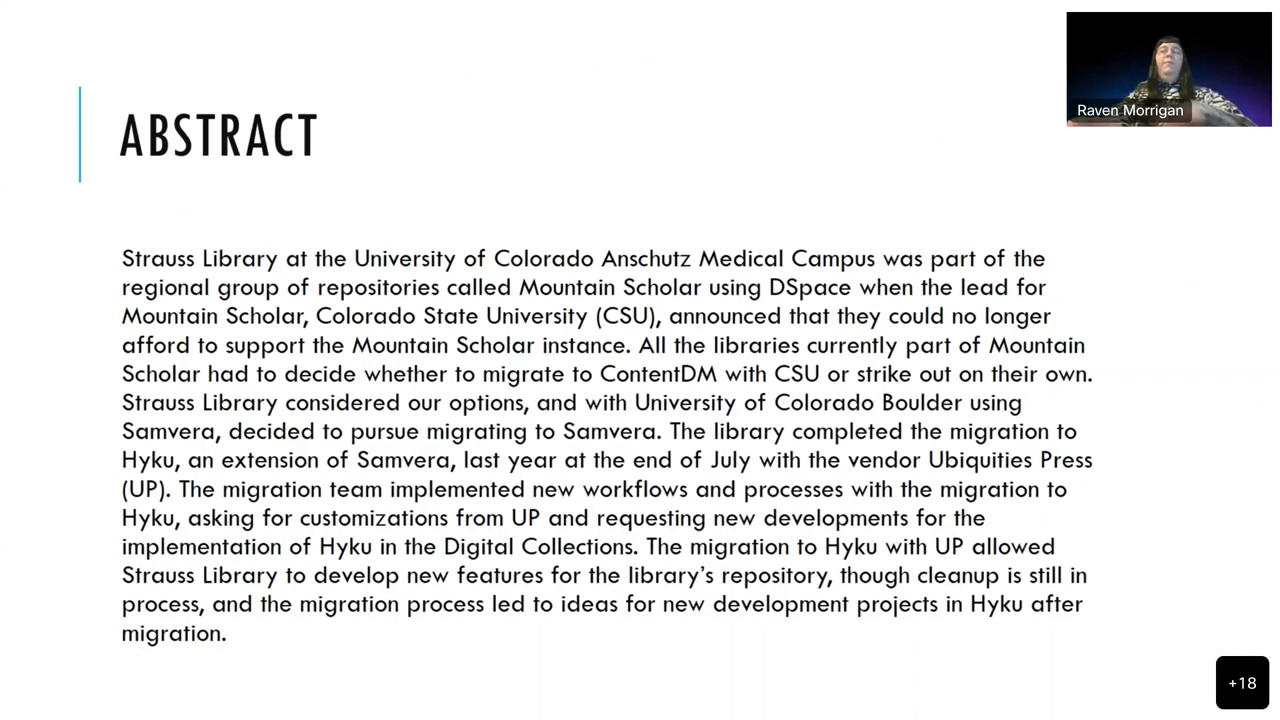 ABSTRACT
Raven Morrigan
Strauss Library at the University of Colorado Anschutz Medical Campus was part of the
regional group of repositories called Mountain Scholar using DSpace when the lead for
Mountain Scholar, Colorado State University (CSU), announced that they could no longer
afford to support the Mountain Scholar instance. All the libraries currently part of Mountain
Scholar had to decide whether to migrate to ContentDM with CSU or strike out on their own.
Strauss Library considered our options, and with University of Colorado Boulder using
Samvera, decided to pursue migrating to Samvera. The library completed the migration to
Hyku, an extension of Samvera, last year at the end of July with the vendor Ubiquities Press
(UP). The migration team implemented new workflows and processes with the migration to
Hyku, asking for customizations from UP and requesting new developments for the
implementation of Hyku in the Digital Collections. The migration to Hyku with UP allowed
Strauss Library to develop new features for the library’s repository, though cleanup is still in
process, and the migration process led to ideas for new development projects in Hyku after
migration.
+18